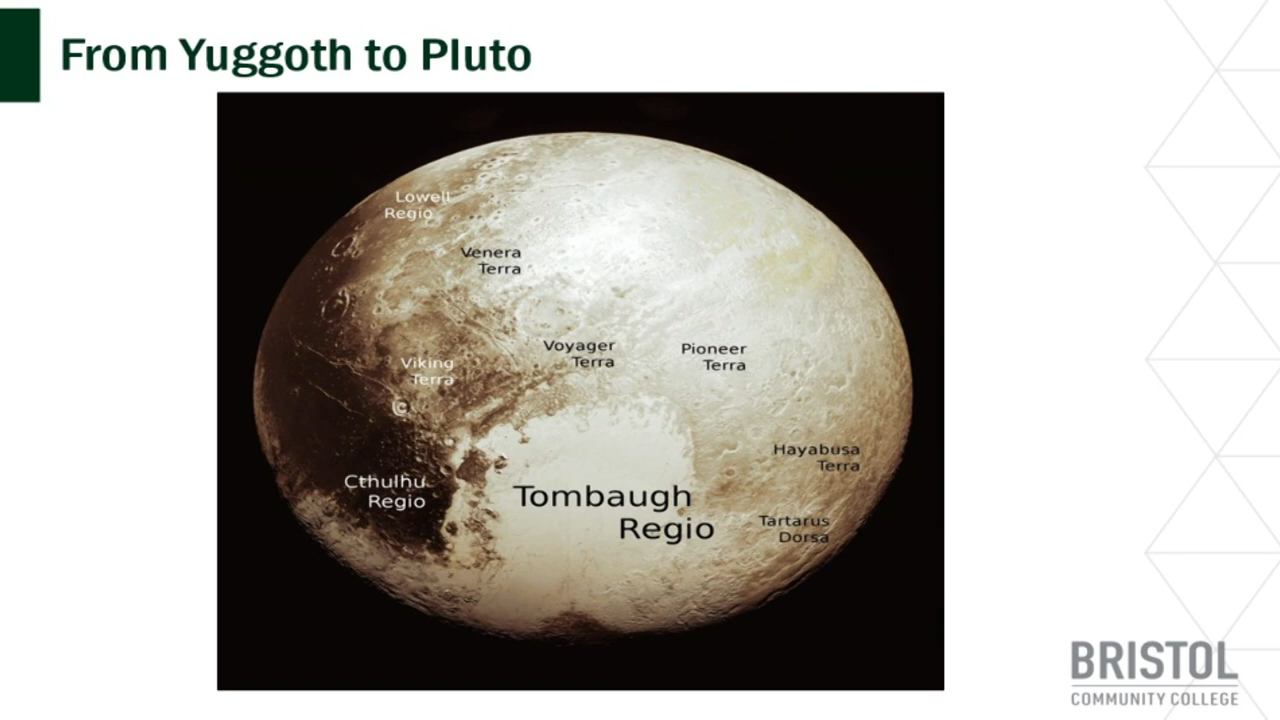 From Yuggoth to Pluto
Lowell
Regio
Venera
Terra
Voyager
Terra
Pioneer
Terra
Viking
Terra
Hayabusa
Terra
Cthulhu
Regio
Tombaugh
Regio
Tartarus
Dorsa
BRISTOL
COMMUNITY COLLEGE